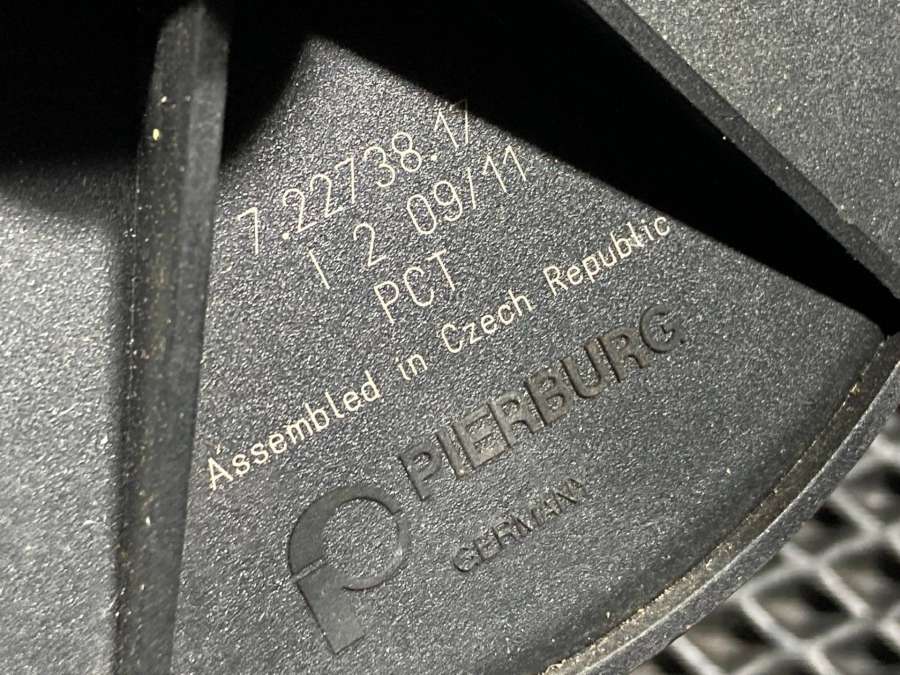 7.22738.17
1 2 09/11
PCT
Assembled in Czech Republic
PIERBURG
GERMANY